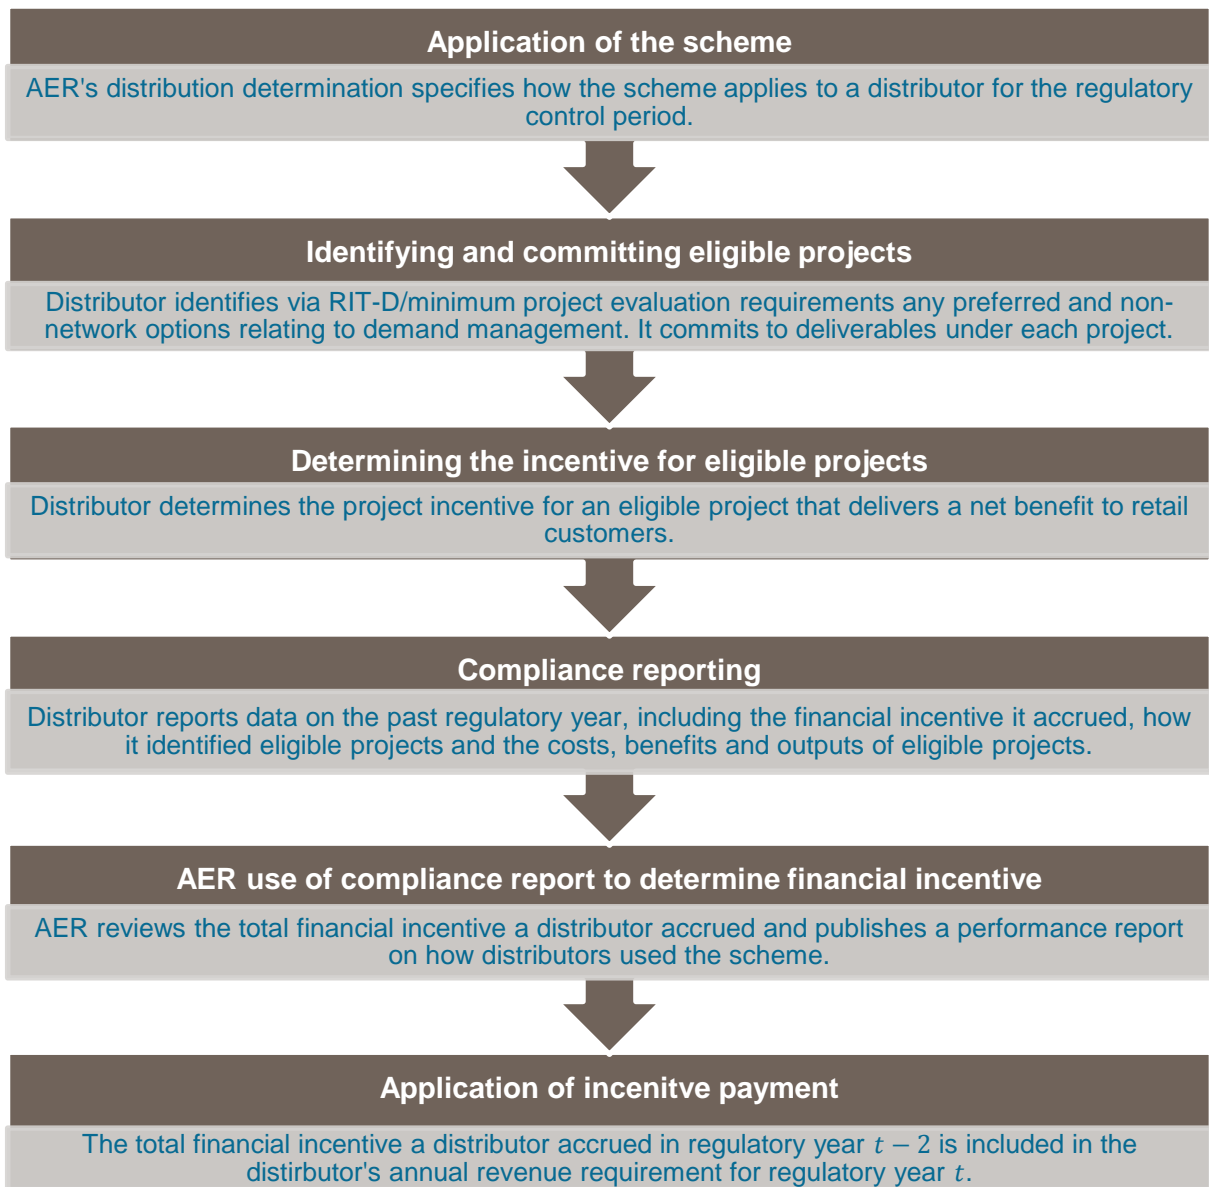 Application of the scheme
AER's distribution determination specifies how the scheme applies to a distributor for the regulatory
control period.
Identifying and committing eligible projects
Distributor identifies via RIT-D/minimum project evaluation requirements any preferred and non-
network options relating to demand management. It commits to deliverables under each project.
Determining the incentive for eligible projects
Distributor determines the project incentive for an eligible project that delivers a net benefit to retail
customers.
Compliance reporting
Distributor reports data on the past regulatory year, including the financial incentive it accrued, how
it identified eligible projects and the costs, benefits and outputs of eligible projects.
AER use of compliance report to determine financial incentive
AER reviews the total financial incentive a distributor accrued and publishes a performance report
on how distributors used the scheme.
Application of incenitve payment
The total financial incentive a distributor accrued in regulatory year t − 2 is included in the
distirbutor's annual revenue requirement for regulatory year t.